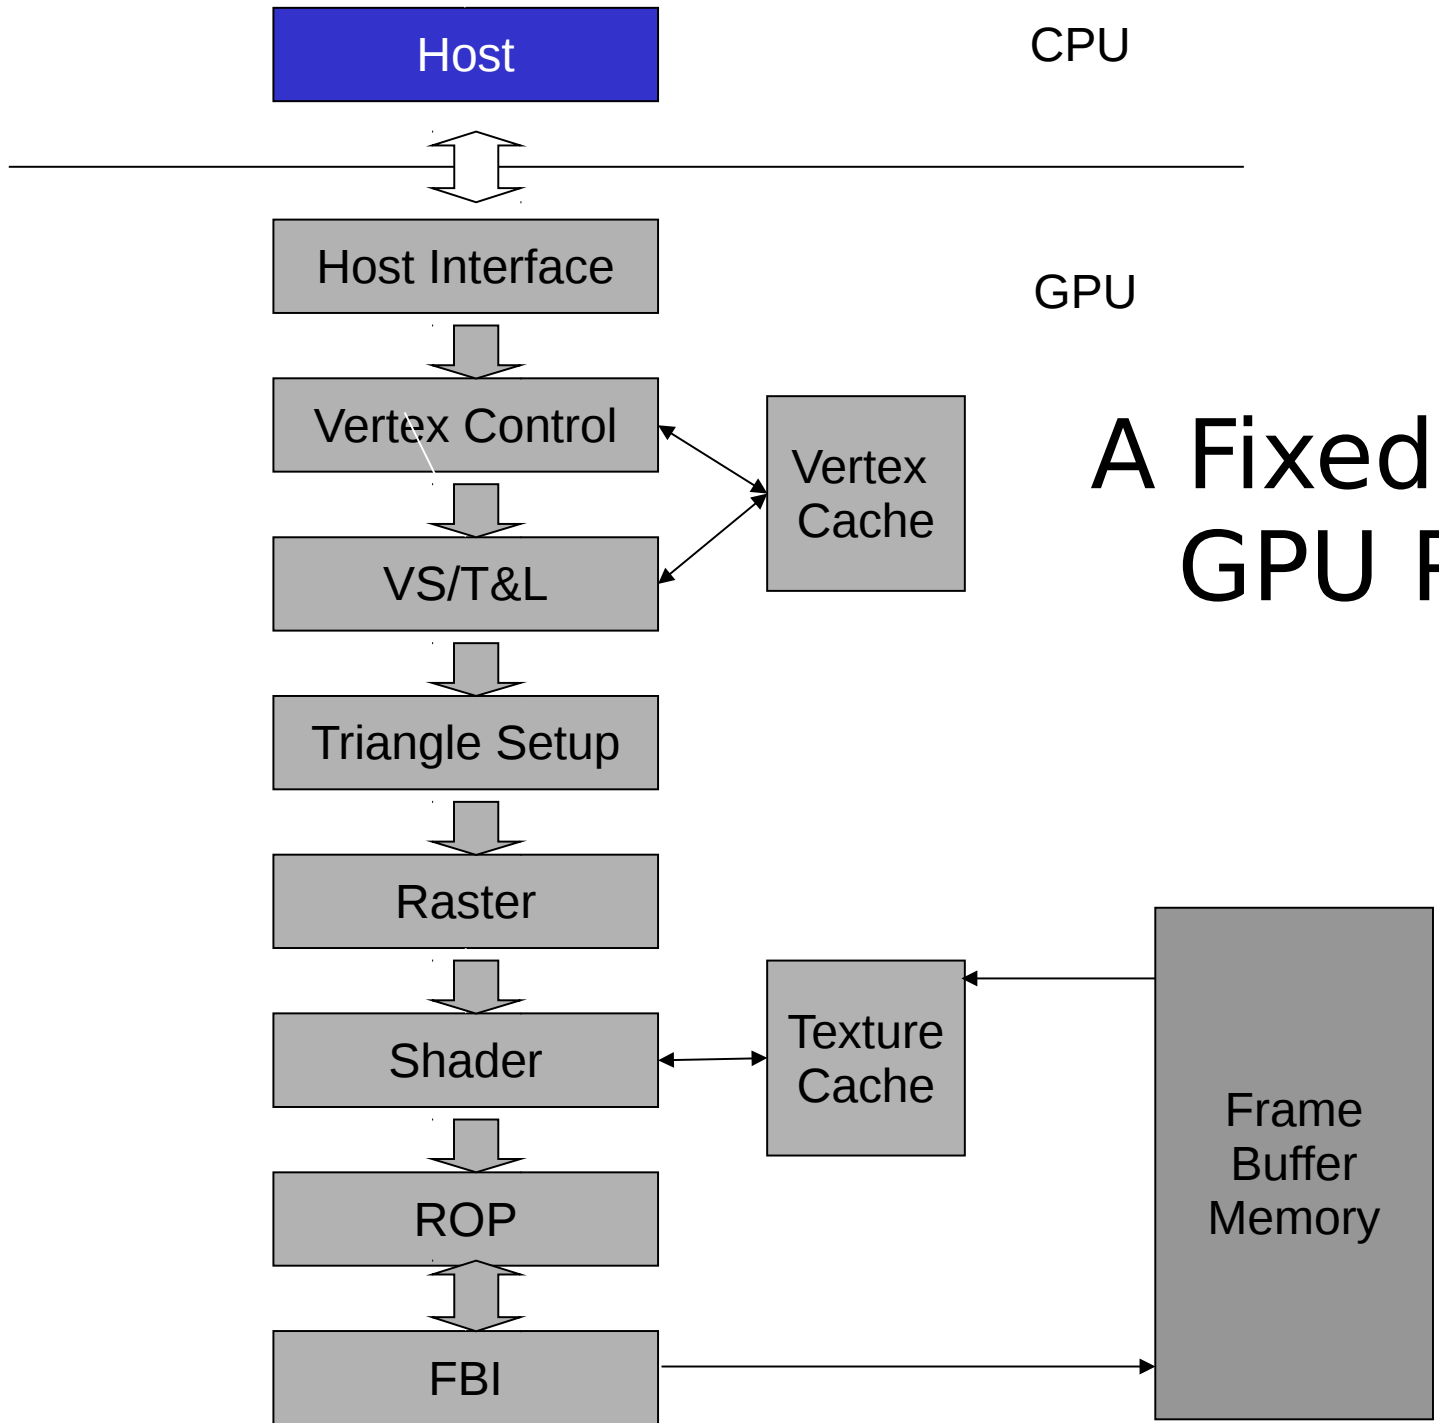 Host
CPU
Host Interface
GPU
Vertex Control
Vertex
Cache
A Fixed
GPU
VS/T&L
Triangle Setup
Raster
Shader
Texture
Cache
Frame
Buffer
Memory
ROP
FBI